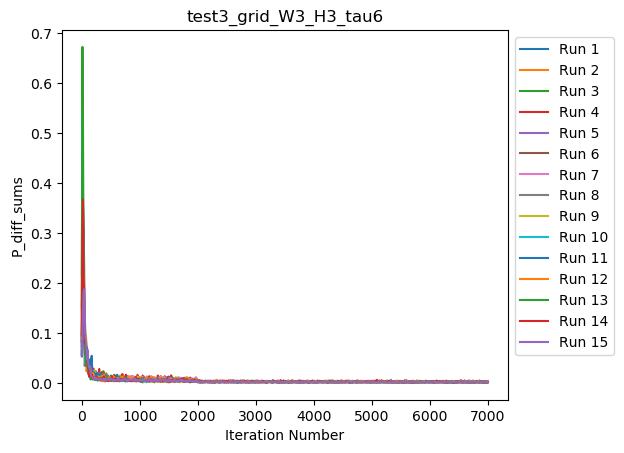 test3_grid_W3_H3_tau6
P_diff_sums
0.7
0.6
0.5
0.4
0.3
0.2
0.1
0.0
0 1000 2000 3000 4000 5000 6000 7000
Iteration Number
Run 1
Run 2
Run 3
Run 4
Run 5
Run 6
Run 7
Run 8
Run 9
Run 10
Run 11
Run 12
Run 13
Run 14
Run 15